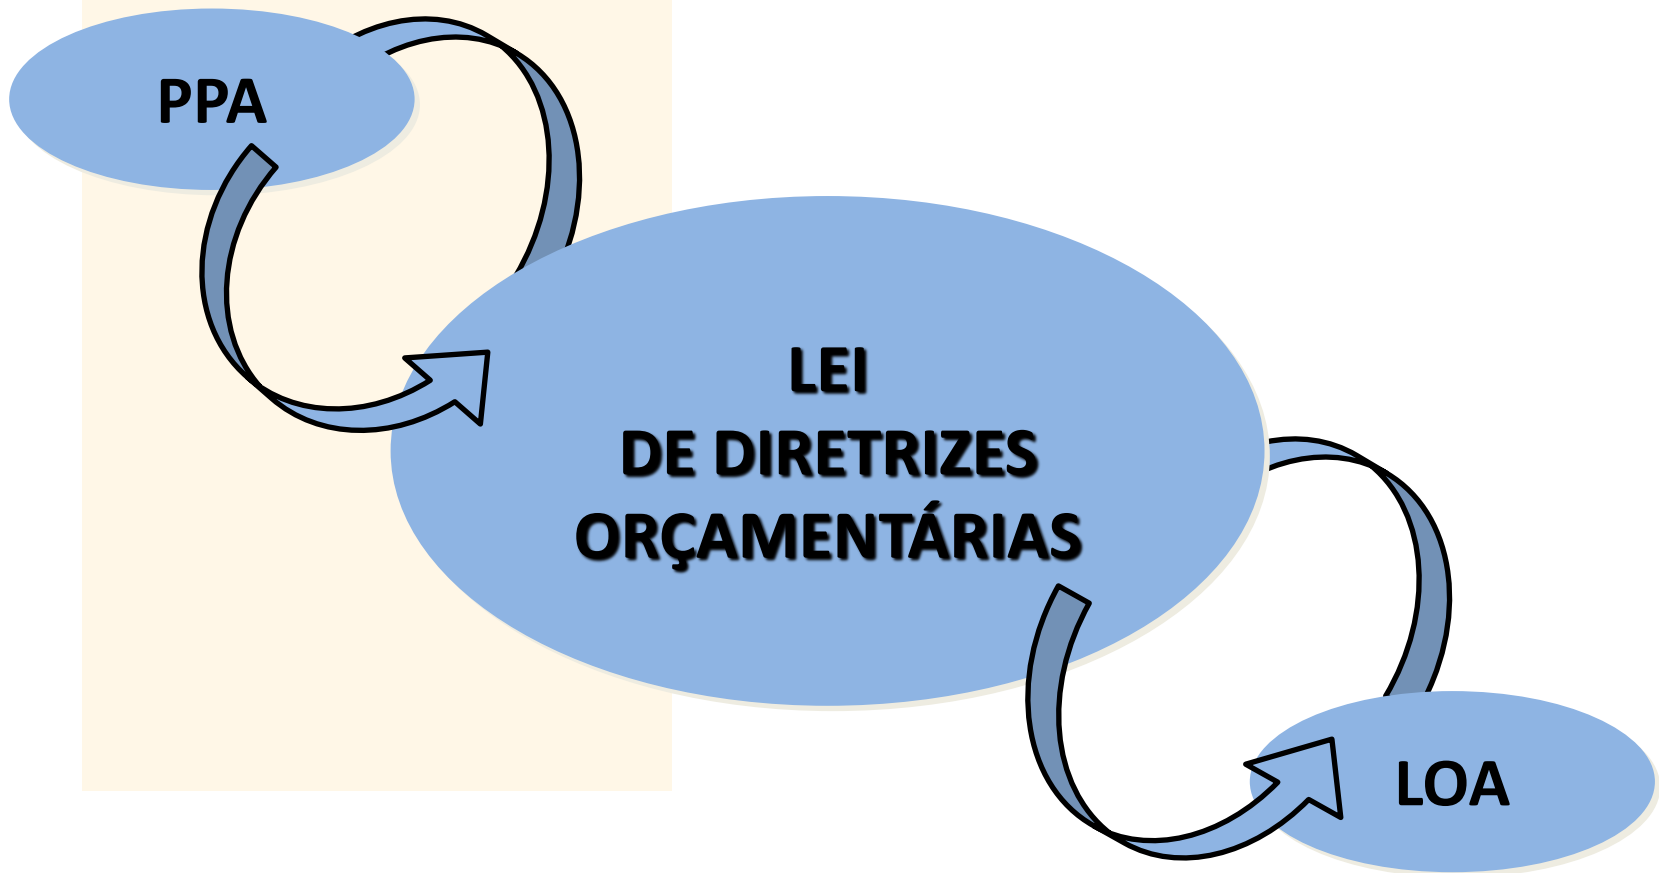 PPA
LEI
DE DIRETRIZES
ORÇAMENTÁRIAS
LOA